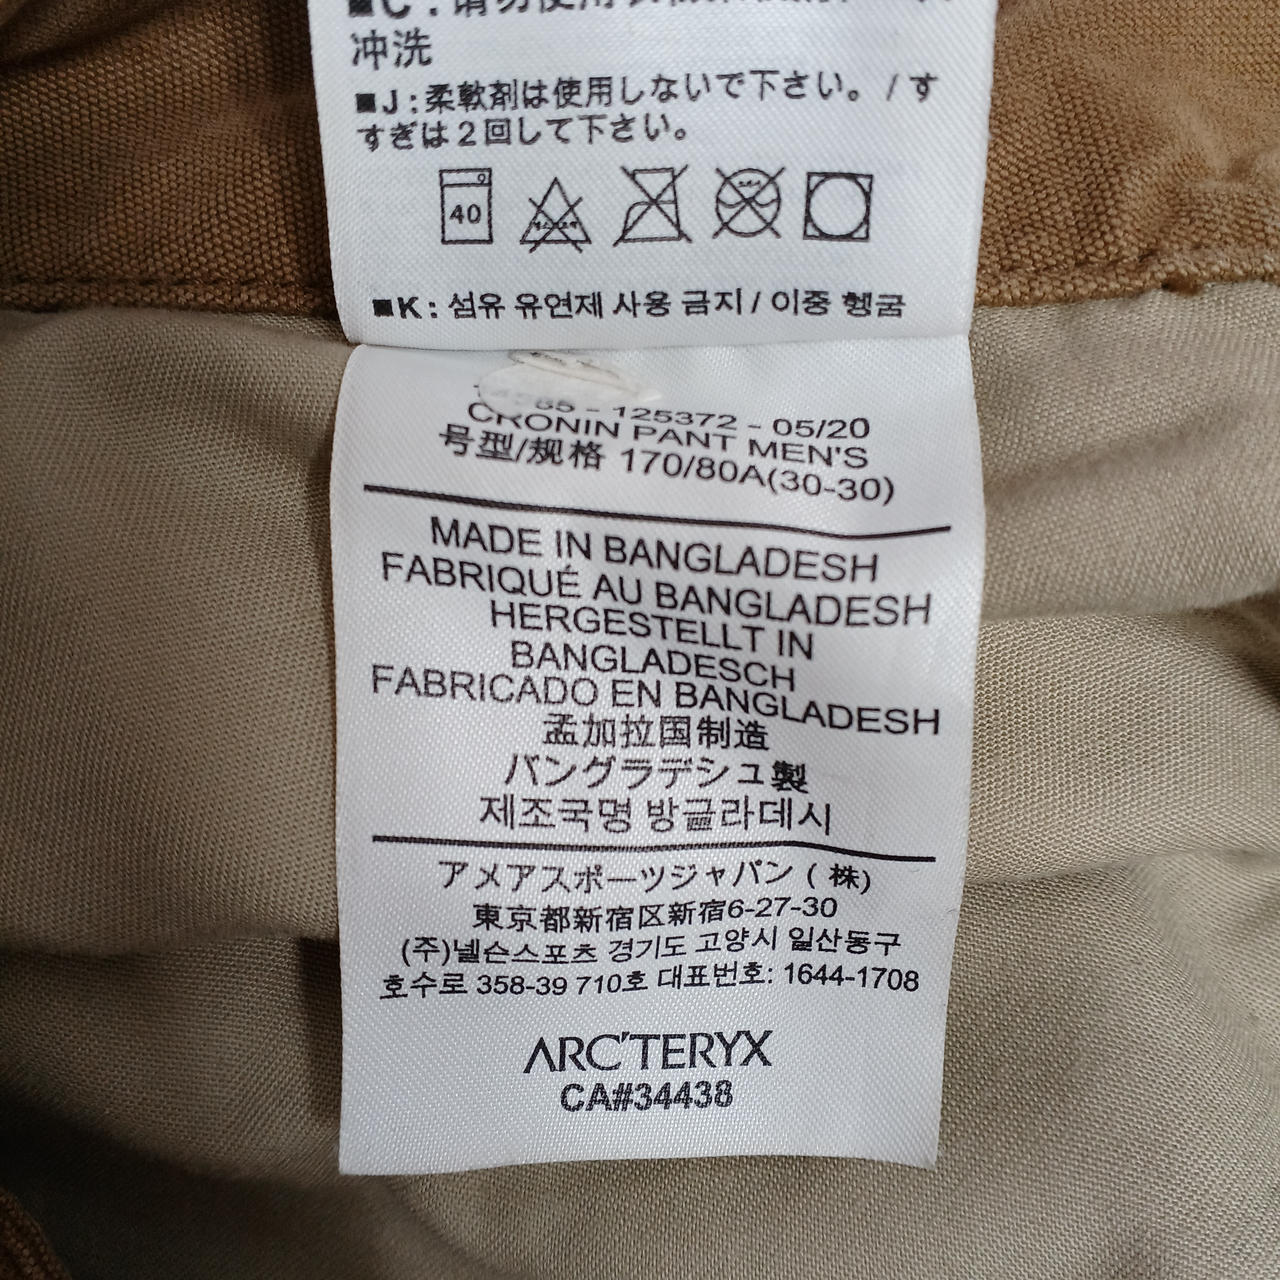 冲洗
■J：柔軟剤は使用しないで下さい。/ す
すぎは２回して下さい。
40
■K : 섬유 유연제 사용 금지 / 이중 헹굼
125372 - 05/20
CRONIN PANT MEN'S
号型/规格 170/80A(30-30)
MADE IN BANGLADESH
FABRIQUÉ AU BANGLADESH
HERGESTELLT IN
BANGLADESCH
FABRICADO EN BANGLADESH
孟加拉国制造
バングラデシュ製
제조국명 방글라데시
アメアスポーツジャパン ( 株)
東京都新宿区新宿6-27-30
(주)넬슨스포츠 경기도 고양시 일산동구
호수로 358-39 710호 대표번호: 1644-1708
ARC'TERYX
CA#34438